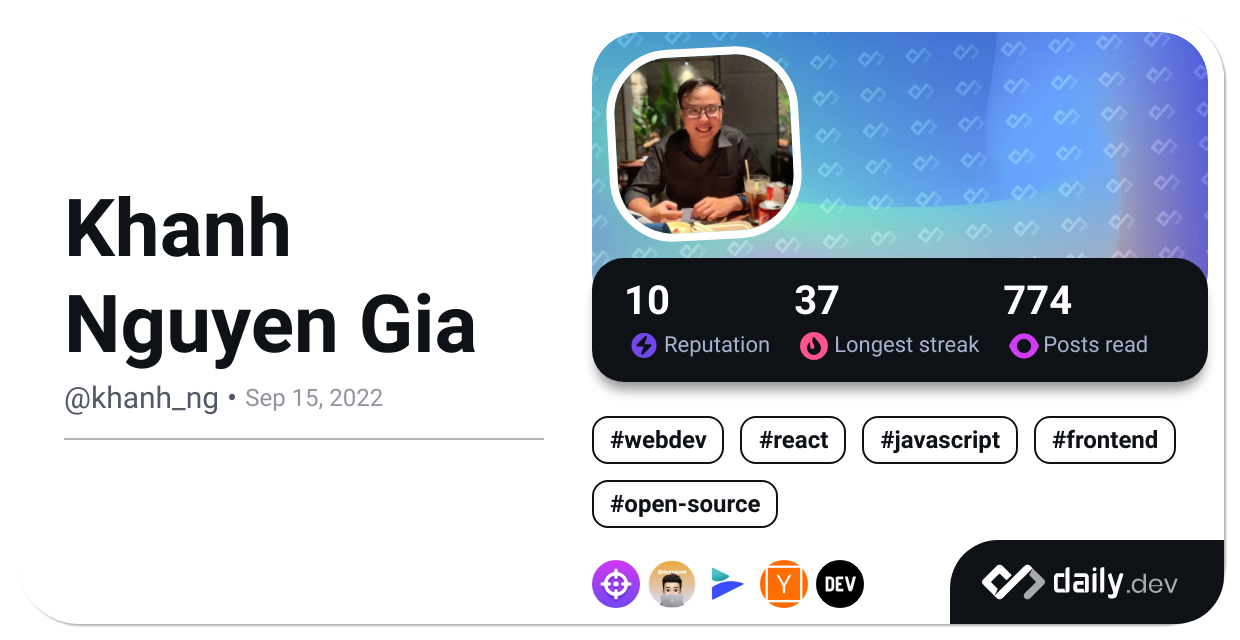 Khanh
Nguyen Gia
@khanh_ng • Sep 15, 2022
10 37 774
Reputation Longest streak Posts read
#webdev #react #javascript #frontend
#open-source
Y DEV
daily.dev